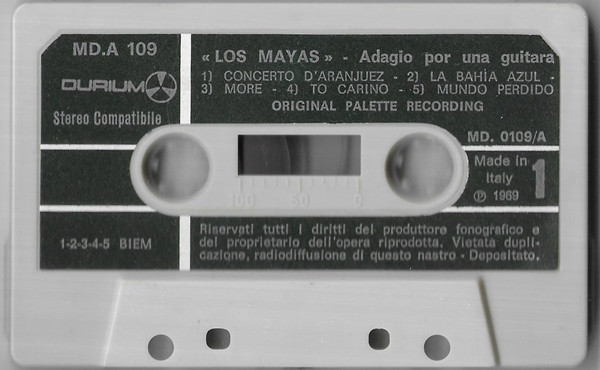 MD.A 109
DURIUM
Stereo Compatibile
« LOS MAYAS » - Adagio por una guitara
1) CONCERTO D'ARANJUEZ - 2) LA BAHÍA AZUL -
3) MORE - 4) TO CARINO - 5) MUNDO PERDIDO
ORIGINAL PALETTE RECORDING
MD. 0109/A
Made in
Italy
℗ 1969
1
100 50 0
1-2-3-4-5 BIEM
Riservati tutti i diritti del produttore fonografico e
del proprietario dell'opera riprodotta. Vietata dupli-
cazione, radiodiffusione di questo nastro - Depositato.